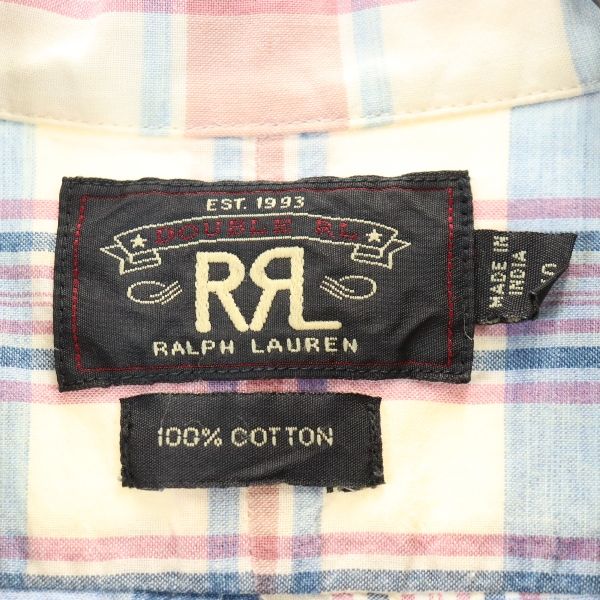 EST. 1993
DOUBLE RL
RRL
RALPH LAUREN
MADE IN
INDIA
100% COTTON